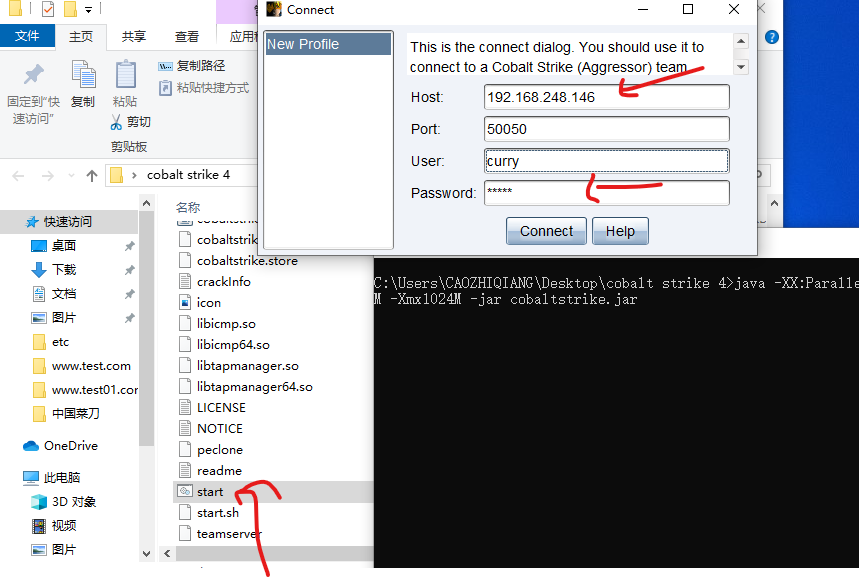 Connect
文件
主页
共享
查看
应用
复制路径
粘贴快捷方式
固定到"快
速访问"
复制
粘贴
剪切
剪贴板
New Profile
This is the connect dialog. You should use it to
connect to a Cobalt Strike (Aggressor) team
Host:
192.168.248.146
Port:
50050
User:
curry
Password:
*****
Connect
Help
cobalt strike 4
快速访问
桌面
下载
文档
图片
etc
www.test.com
www.test01.cor
中国菜刀
OneDrive
此电脑
3D 对象
视频
图片
名称
cobaltstrik
cobaltstrik
cobaltstrike.store
crackInfo
icon
libicmp.so
libicmp64.so
libtapmanager.so
libtapmanager64.so
LICENSE
NOTICE
peclone
readme
start
start.sh
teamserver
C:\Users\CAOZHIQIANG\Desktop\cobalt strike 4>java -XX:Paralle
M -Xmx1024M -jar cobaltstrike.jar